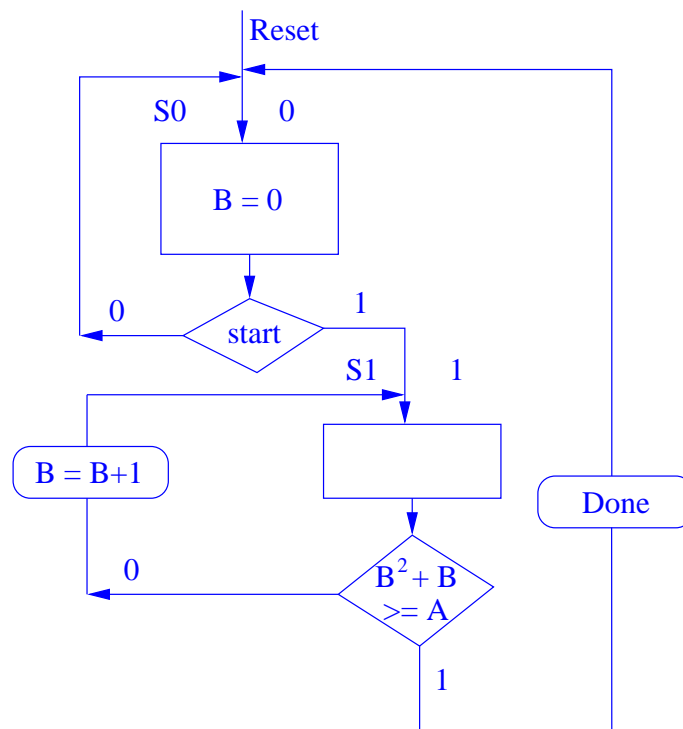 Reset
S0 0
B = 0
0
1
start
S1 1
B = B+1
Done
0
B² + B
>= A
1